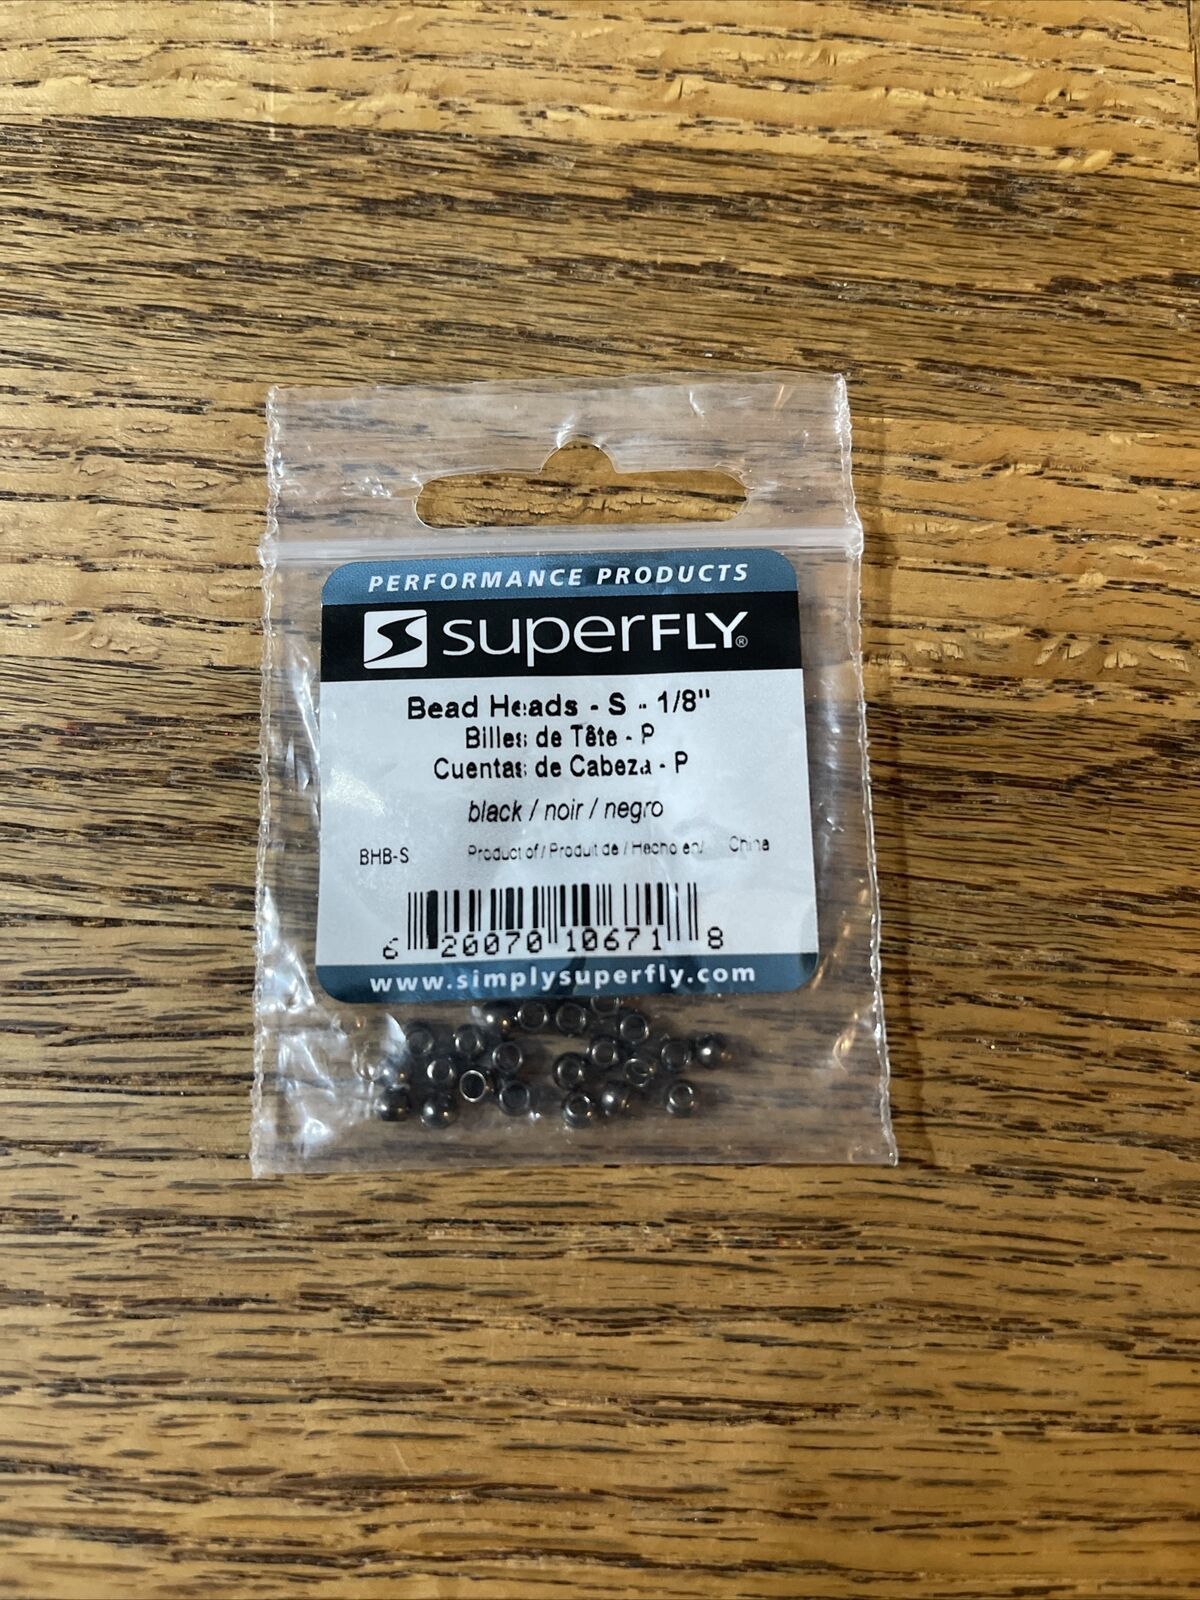 PERFORMANCE PRODUCTS
superFLY®
Bead Heads - S - 1/8"
Billes de Tête - P
Cuentas de Cabeza - P
black / noir / negro
BHB-S Product of / Produit de / Hecho en/ China
6 20070 10671 8
www.simplysuperfly.com